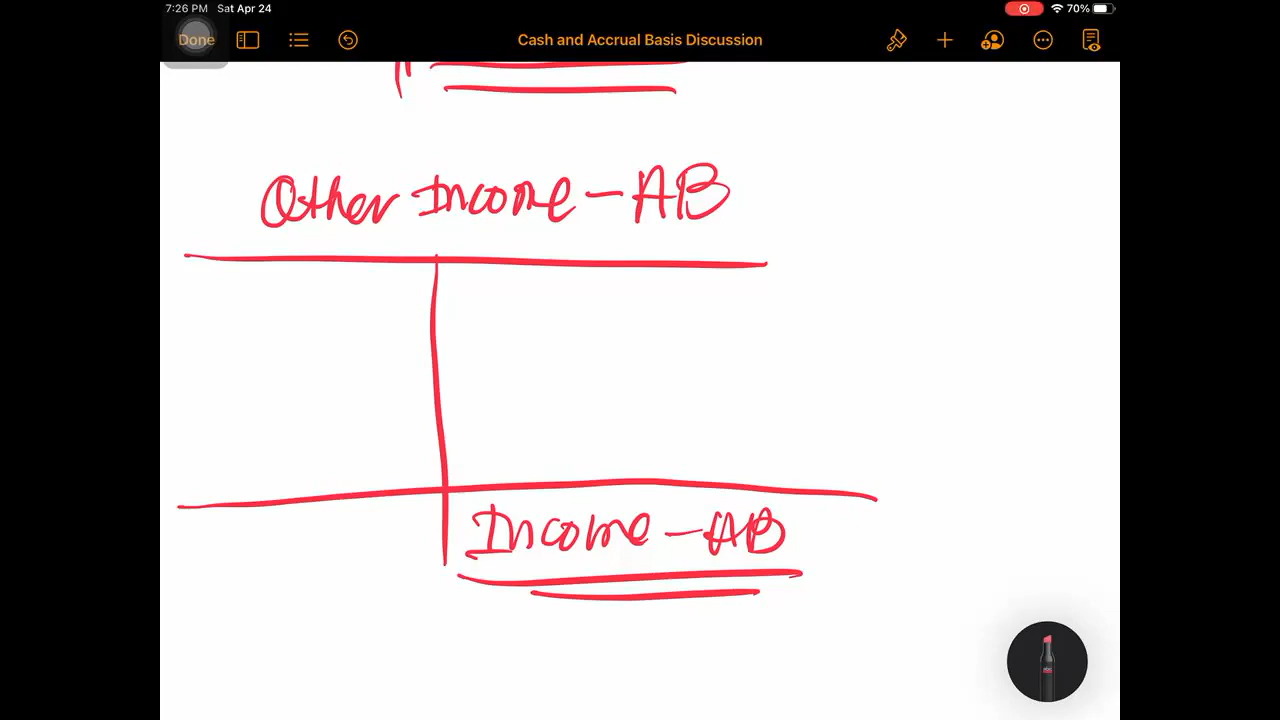 7:26 PM Sat Apr 24
70%
Done
Cash and Accrual Basis Discussion
Other Income - AB
Income - AB